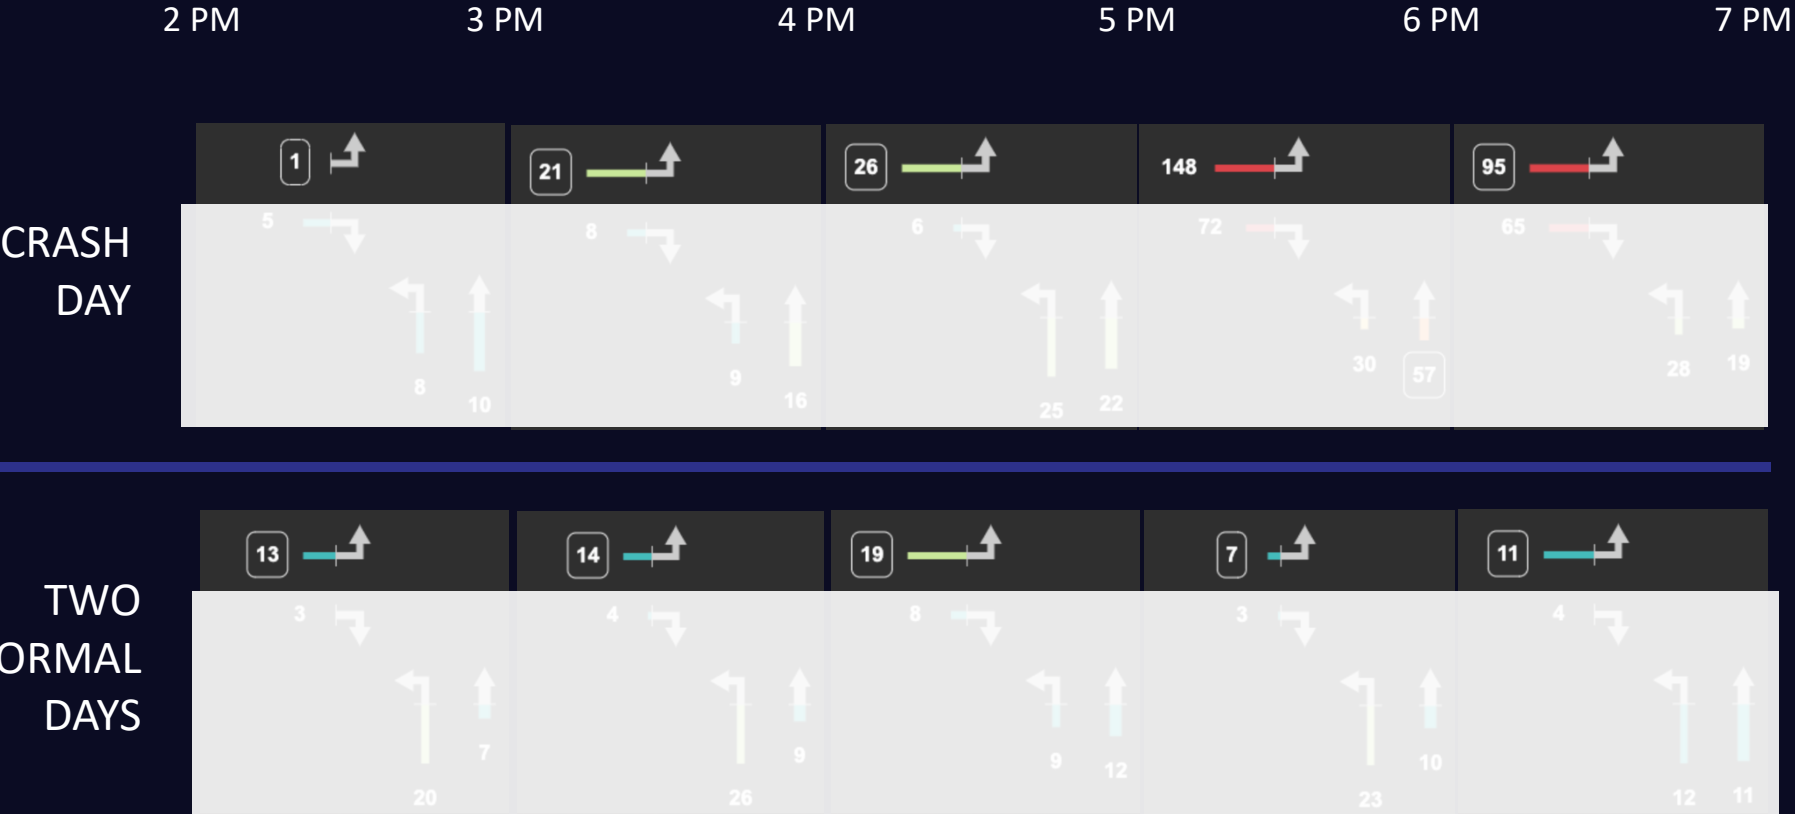 2 PM 3 PM 4 PM 5 PM 6 PM 7 PM
1 21 26 148 95
CRASH
DAY
5 8 6 72 65
8 10 9 16 25 22 30 57 28 19
13 14 19 7 11
TWO
ORMAL
DAYS
3 4 8 3 4
20 7 26 9 9 12 23 10 12 11